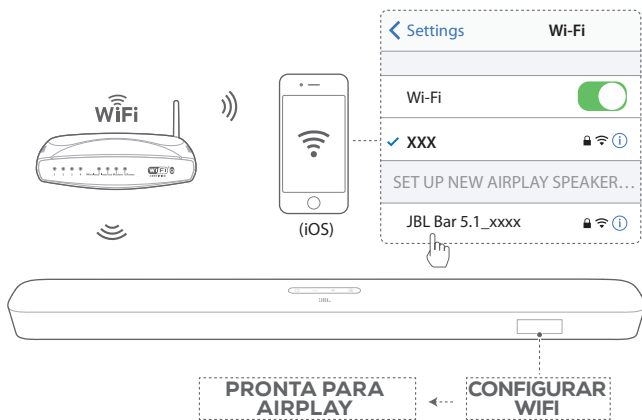 Settings Wi-Fi
WiFi
Wi-Fi
XXX
SET UP NEW AIRPLAY SPEAKER...
JBL Bar 5.1_xxxx
(iOS)
JBL
PRONTA PARA
AIRPLAY
CONFIGURAR
WIFI